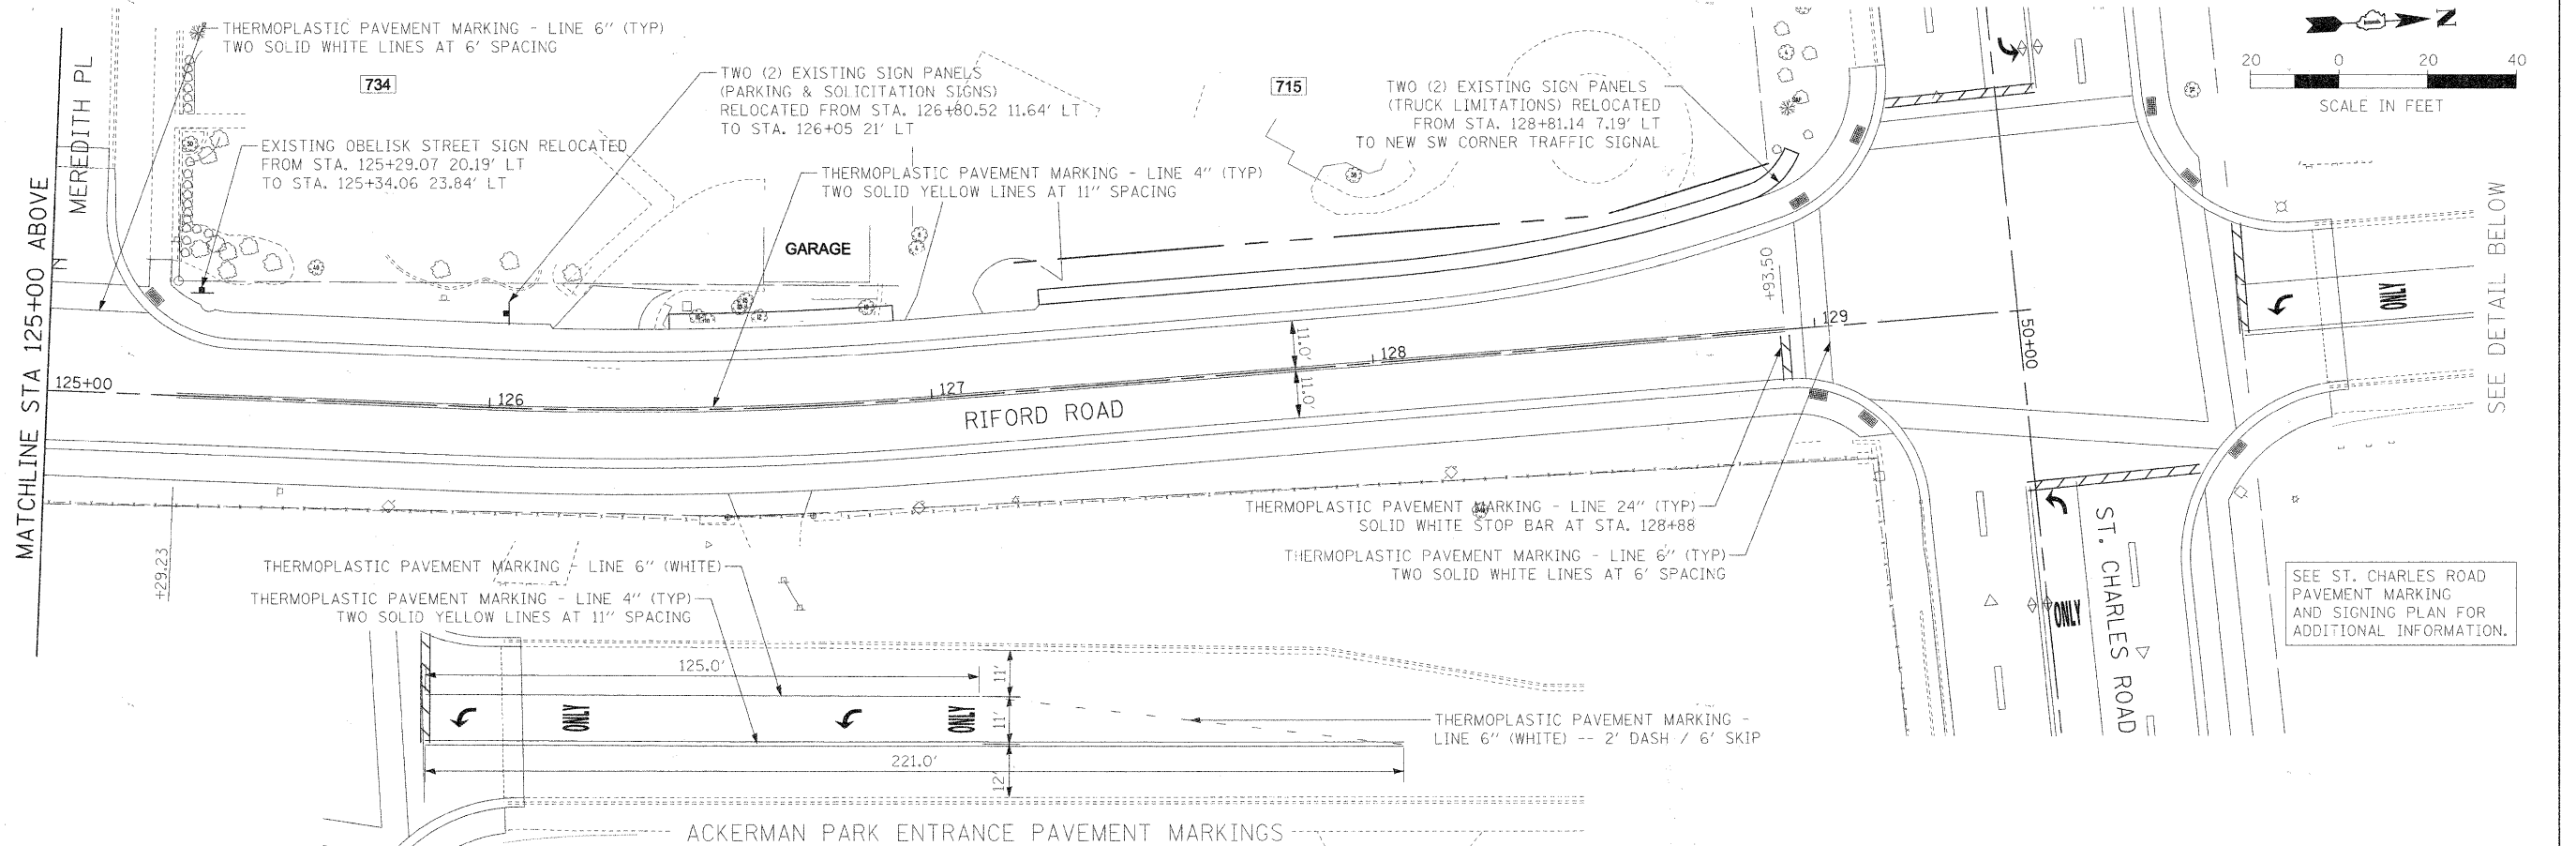 THERMOPLASTIC PAVEMENT MARKING - LINE 6" (TYP)
TWO SOLID WHITE LINES AT 6' SPACING
MEREDITH PL
734
TWO (2) EXISTING SIGN PANELS
(PARKING & SOLICITATION SIGNS)
RELOCATED FROM STA. 126+80.52 11.64' LT
TO STA. 126+05 21' LT
715
TWO (2) EXISTING SIGN PANELS
(TRUCK LIMITATIONS) RELOCATED
FROM STA. 128+81.14 7.19' LT
TO NEW SW CORNER TRAFFIC SIGNAL
N
20 0 20 40
SCALE IN FEET
EXISTING OBELISK STREET SIGN RELOCATED
FROM STA. 125+29.07 20.19' LT
TO STA. 125+34.06 23.84' LT
THERMOPLASTIC PAVEMENT MARKING - LINE 4" (TYP)
TWO SOLID YELLOW LINES AT 11" SPACING
MATCHLINE STA 125+00 ABOVE
N
GARAGE
+93.50
ONLY
SEE DETAIL BELOW
125+00
126
127
128
129
50+00
11.0'
11.0'
RIFORD ROAD
+29.23
THERMOPLASTIC PAVEMENT MARKING - LINE 24" (TYP)
SOLID WHITE STOP BAR AT STA. 128+88
THERMOPLASTIC PAVEMENT MARKING - LINE 6" (TYP)
TWO SOLID WHITE LINES AT 6' SPACING
ST. CHARLES ROAD
ONLY
SEE ST. CHARLES ROAD
PAVEMENT MARKING
AND SIGNING PLAN FOR
ADDITIONAL INFORMATION.
THERMOPLASTIC PAVEMENT MARKING - LINE 6" (WHITE)
THERMOPLASTIC PAVEMENT MARKING - LINE 4" (TYP)
TWO SOLID YELLOW LINES AT 11" SPACING
125.0'
11'
11'
12'
ONLY
ONLY
221.0'
THERMOPLASTIC PAVEMENT MARKING -
LINE 6" (WHITE) -- 2' DASH / 6' SKIP
ACKERMAN PARK ENTRANCE PAVEMENT MARKINGS